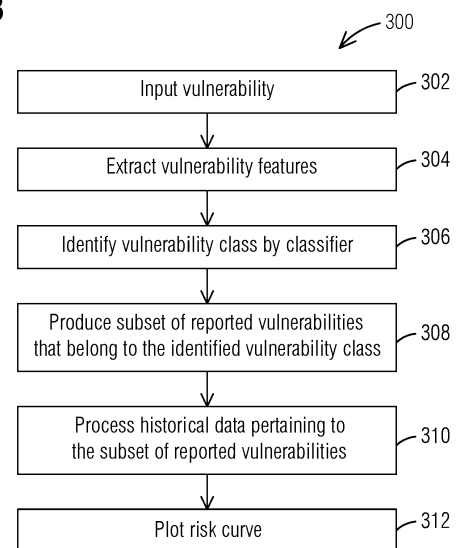 300
Input vulnerability
302
Extract vulnerability features
304
Identify vulnerability class by classifier
306
Produce subset of reported vulnerabilities
that belong to the identified vulnerability class
308
Process historical data pertaining to
the subset of reported vulnerabilities
310
Plot risk curve
312